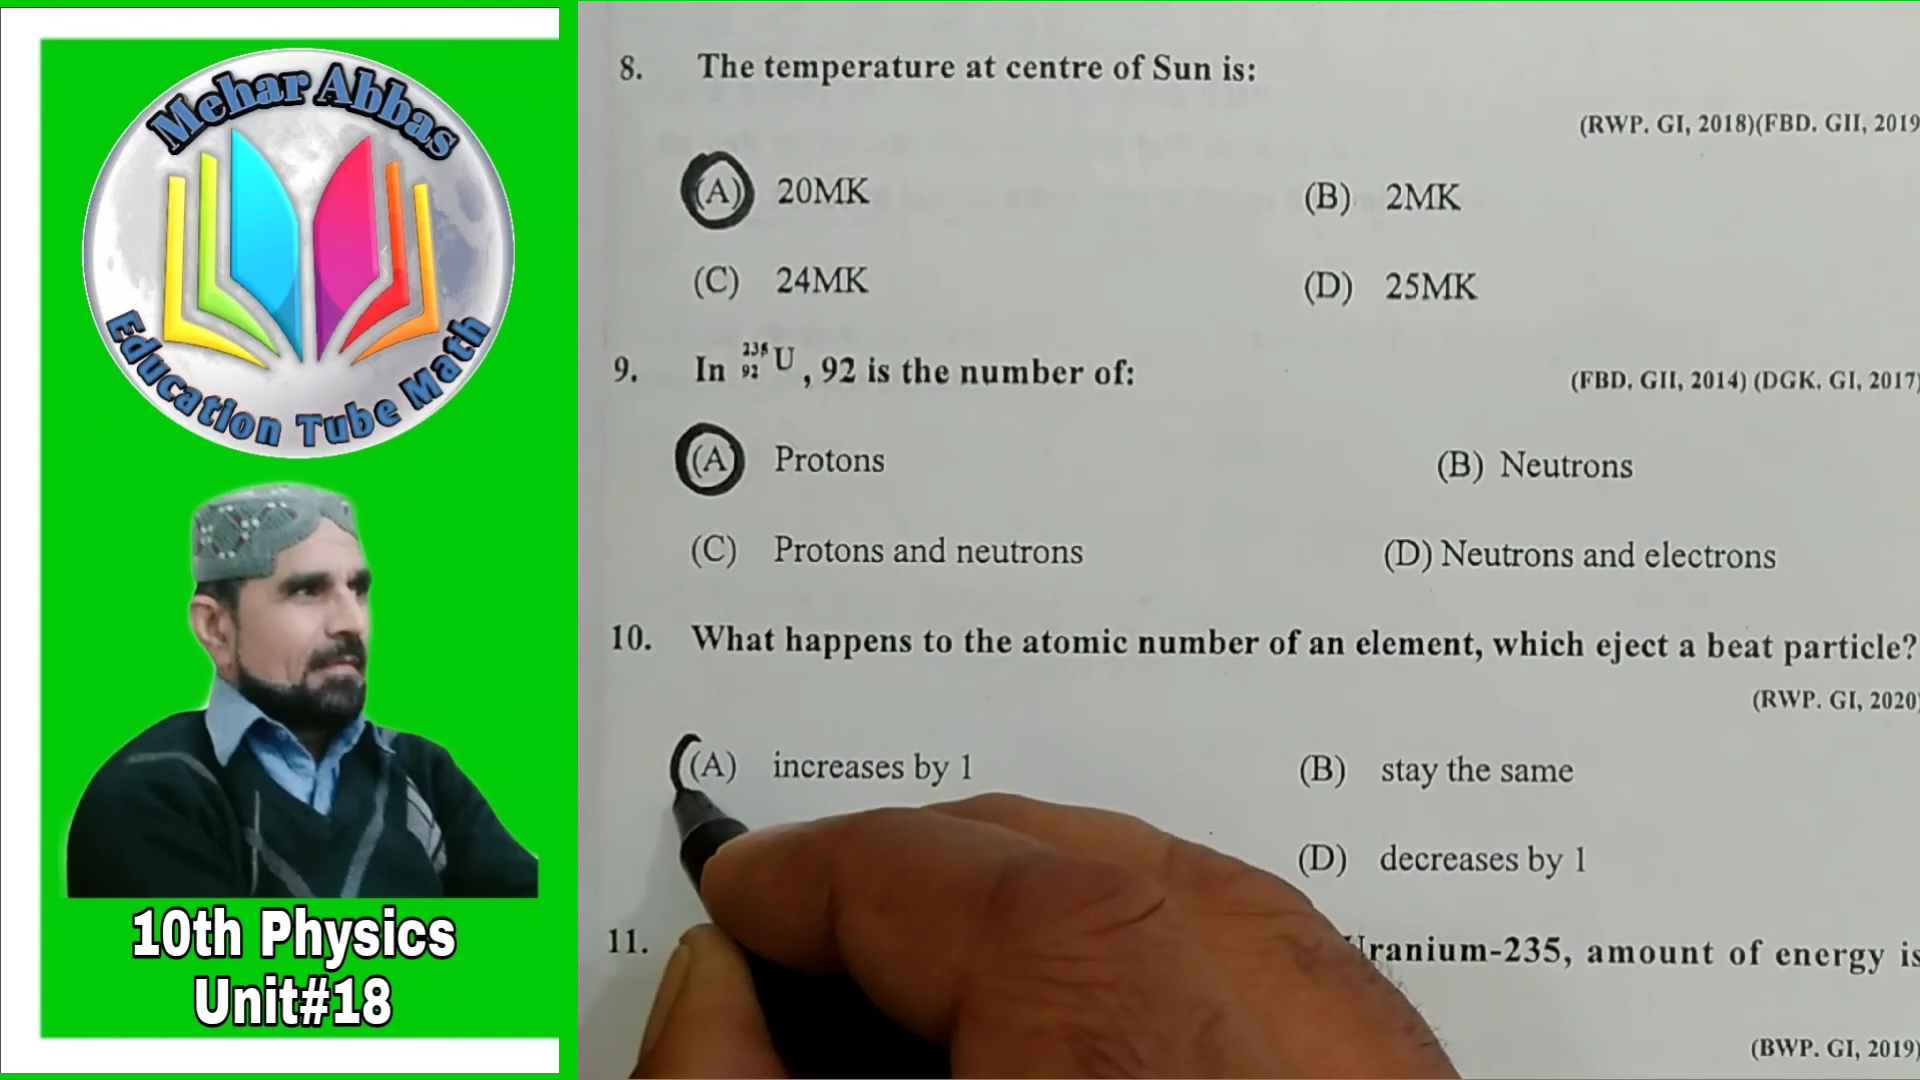 Mehar Abbas
Education Tube Math
10th Physics
Unit#18
8. The temperature at centre of Sun is:
(RWP. GI, 2018)(FBD. GII, 2019
(A) 20MK (B) 2MK
(C) 24MK (D) 25MK
9. In ²³⁵₉₂U , 92 is the number of:
(FBD. GII, 2014) (DGK. GI, 2017)
(A) Protons (B) Neutrons
(C) Protons and neutrons (D) Neutrons and electrons
10. What happens to the atomic number of an element, which eject a beat particle?
(RWP. GI, 2020)
(A) increases by 1 (B) stay the same
(D) decreases by 1
11. Uranium-235, amount of energy is
(BWP. GI, 2019)